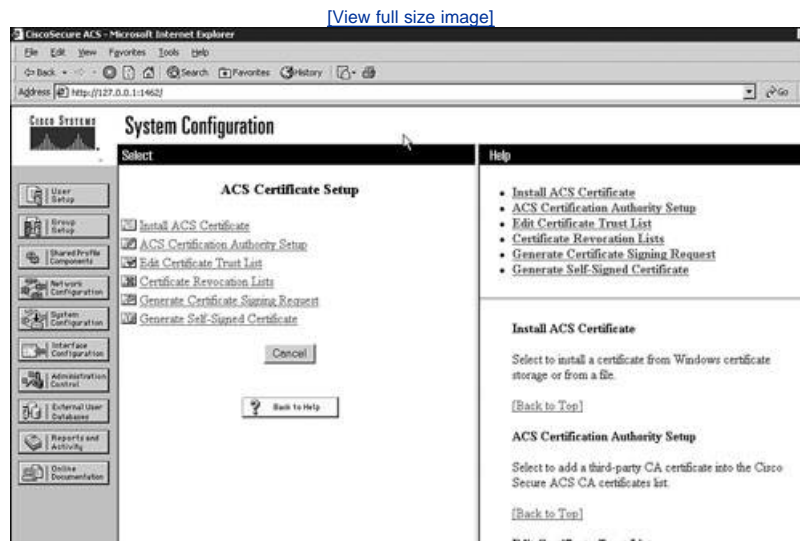 [View full size image]
CiscoSecure ACS - Microsoft Internet Explorer
File Edit View Favorites Tools Help
Back Search Favorites History
Address http://127.0.0.1:1462/ Go
CISCO SYSTEMS
System Configuration
Select
Help
User Setup
Group Setup
Shared Profile Components
Network Configuration
System Configuration
Interface Configuration
Administration Control
External User Databases
Reports and Activity
Online Documentation
ACS Certificate Setup
Install ACS Certificate
ACS Certification Authority Setup
Edit Certificate Trust List
Certificate Revocation Lists
Generate Certificate Signing Request
Generate Self-Signed Certificate
Cancel
? Back to Help
• Install ACS Certificate
• ACS Certification Authority Setup
• Edit Certificate Trust List
• Certificate Revocation Lists
• Generate Certificate Signing Request
• Generate Self-Signed Certificate
Install ACS Certificate
Select to install a certificate from Windows certificate
storage or from a file.
[Back to Top]
ACS Certification Authority Setup
Select to add a third-party CA certificate into the Cisco
Secure ACS CA certificates list.
[Back to Top]